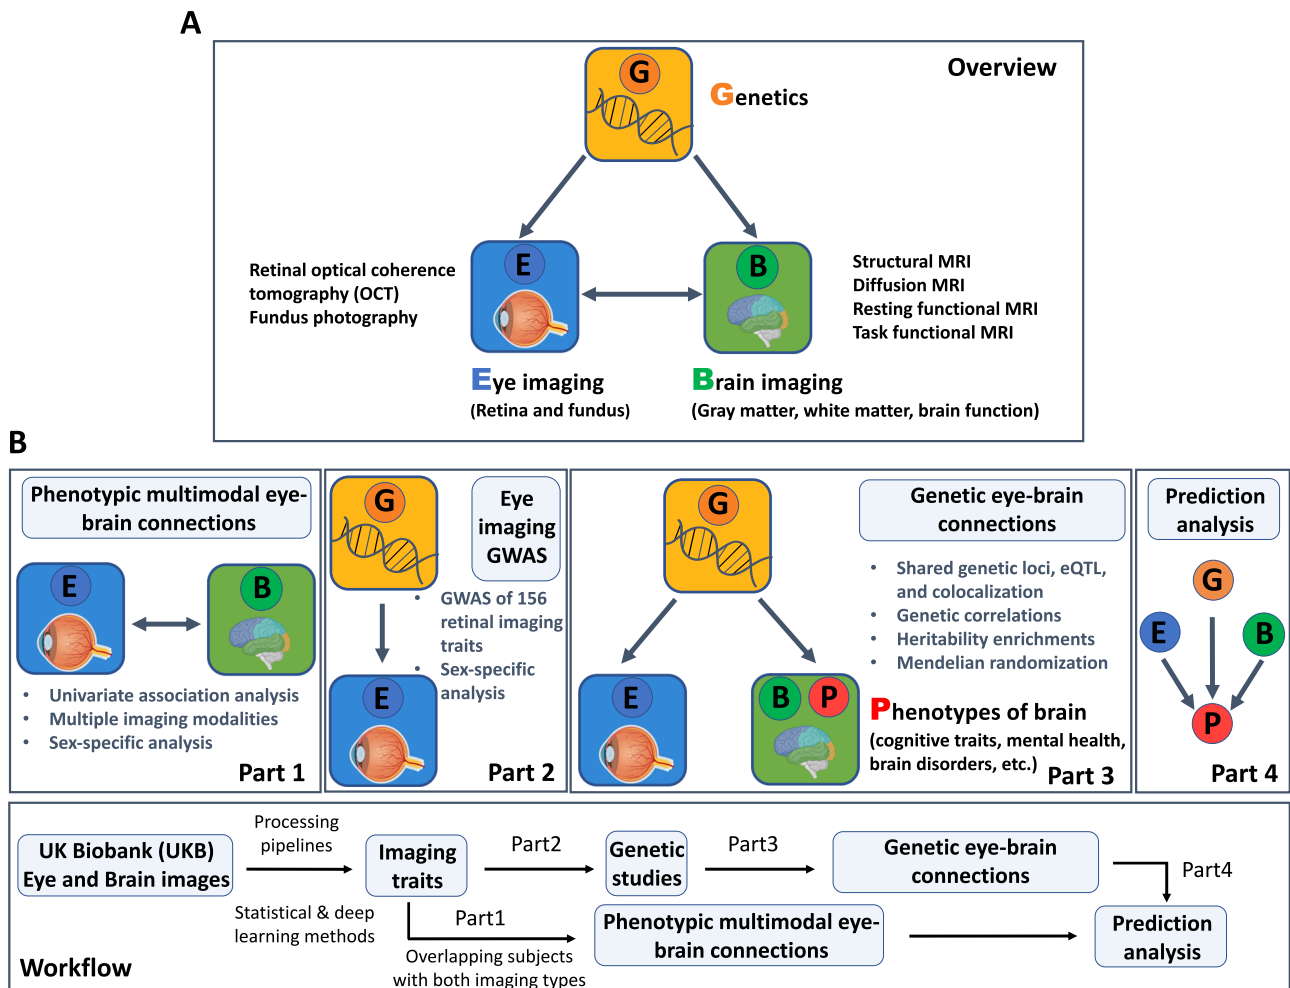 A
Overview
G
Genetics
E
B
Retinal optical coherence
tomography (OCT)
Fundus photography
Structural MRI
Diffusion MRI
Resting functional MRI
Task functional MRI
Eye imaging
(Retina and fundus)
Brain imaging
(Gray matter, white matter, brain function)
B
Phenotypic multimodal eye-
brain connections
E
B
• Univariate association analysis
• Multiple imaging modalities
• Sex-specific analysis
Part 1
G
Eye
imaging
GWAS
• GWAS of 156
retinal imaging
traits
• Sex-specific
analysis
E
Part 2
G
Genetic eye-brain
connections
• Shared genetic loci, eQTL,
and colocalization
• Genetic correlations
• Heritability enrichments
• Mendelian randomization
E
B P
Phenotypes of brain
(cognitive traits, mental health,
brain disorders, etc.)
Part 3
Prediction
analysis
G
E
B
P
Part 4
UK Biobank (UKB)
Eye and Brain images
Processing
pipelines
Statistical & deep
learning methods
Imaging
traits
Part2
Genetic
studies
Part3
Genetic eye-brain
connections
Part4
Part1
Overlapping subjects
with both imaging types
Phenotypic multimodal eye-
brain connections
Prediction
analysis
Workflow